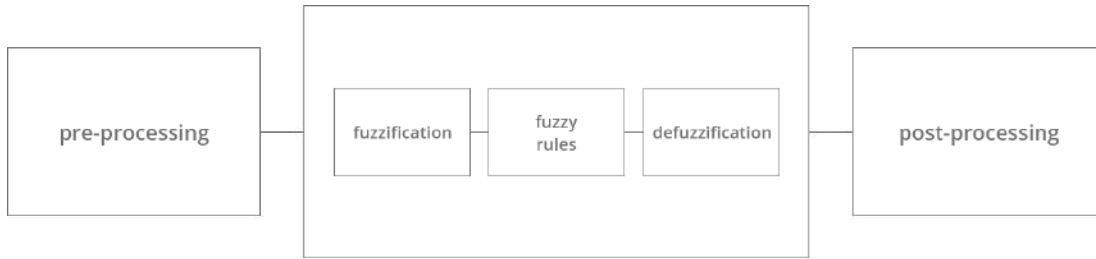 pre-processing
fuzzification
fuzzy
rules
defuzzification
post-processing